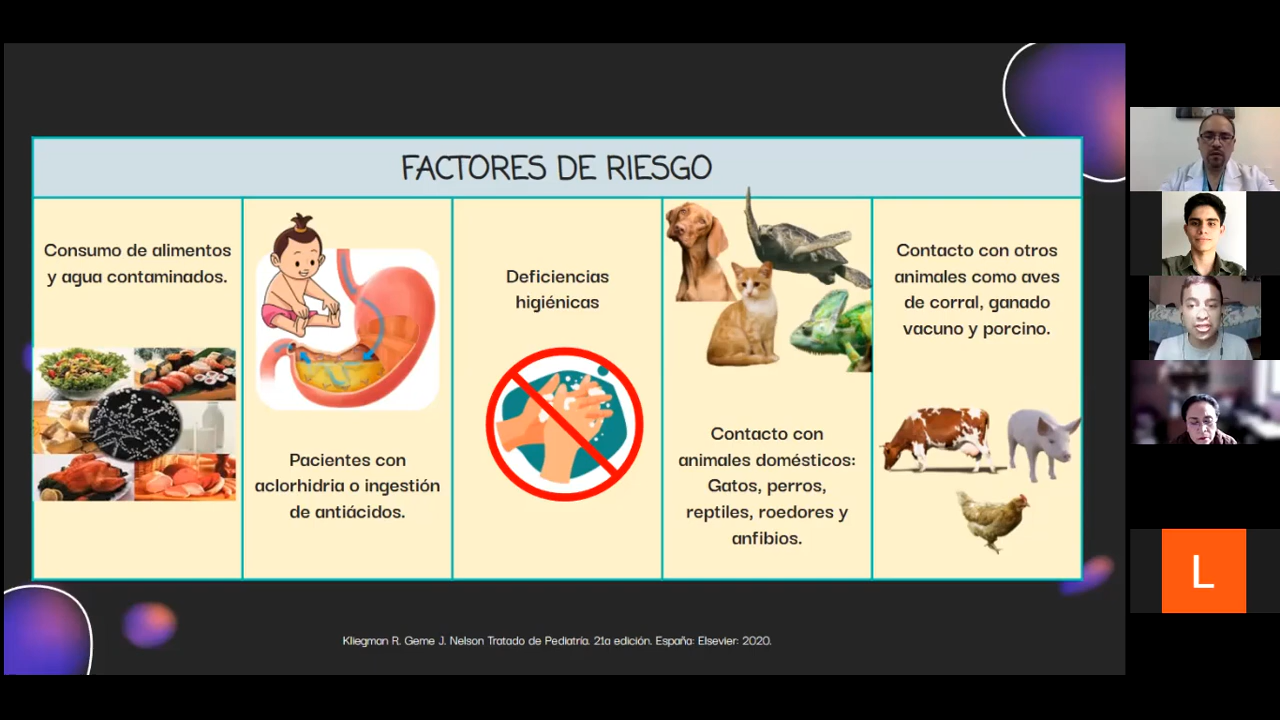 FACTORES DE RIESGO
Consumo de alimentos
y agua contaminados.
Pacientes con
aclorhidria o ingestión
de antiácidos.
Deficiencias
higiénicas
Contacto con
animales domésticos:
Gatos, perros,
reptiles, roedores y
anfibios.
Contacto con otros
animales como aves
de corral, ganado
vacuno y porcino.
Kliegman R. Geme J. Nelson Tratado de Pediatría. 21a edición. España: Elsevier: 2020.
L